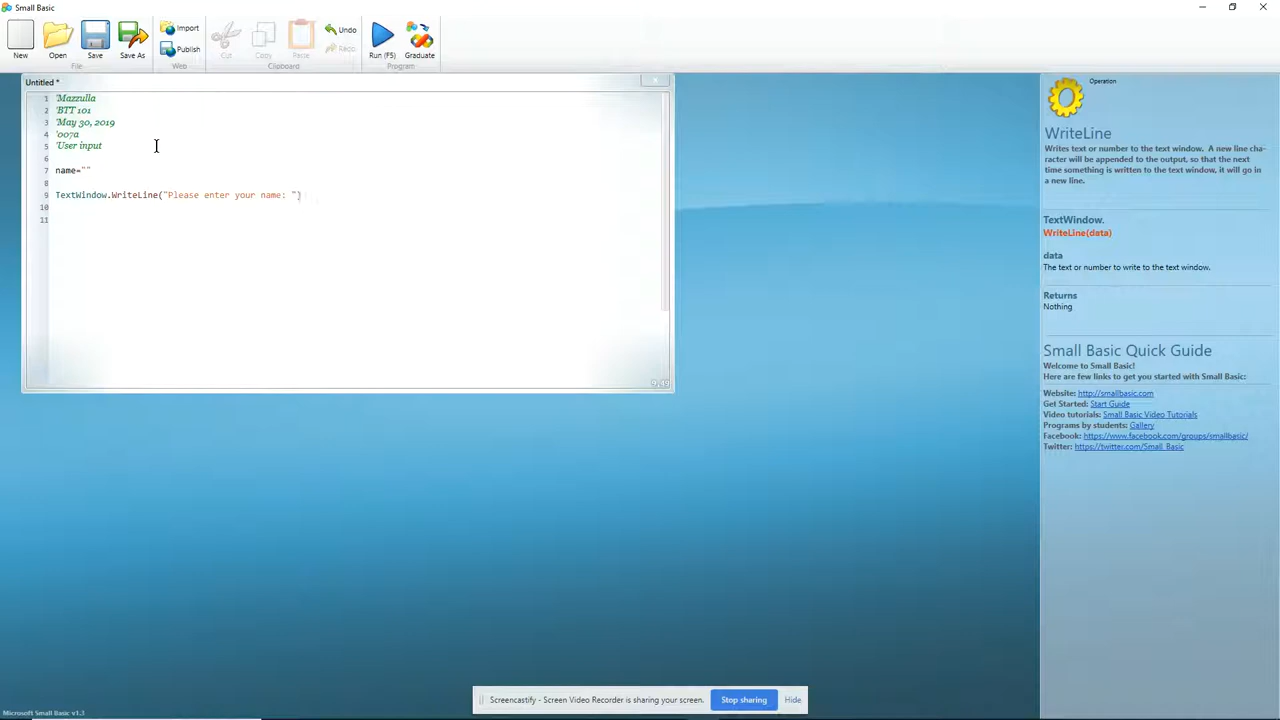 Small Basic
New
Open
Save
Save As
Import
Publish
Cut
Copy
Paste
Undo
Redo
Run (F5)
Graduate
File
Web
Clipboard
Program
Untitled *
1 'Mazzulla
2 'BTT 101
3 'May 30, 2019
4 '007a
5 'User input
6
7 name=""
8
9 TextWindow.WriteLine("Please enter your name: ")
10
11
Operation
WriteLine
Writes text or number to the text window. A new line cha-
racter will be appended to the output, so that the next
time something is written to the text window, it will go in
a new line.
TextWindow.
WriteLine(data)
data
The text or number to write to the text window.
Returns
Nothing
Small Basic Quick Guide
Welcome to Small Basic!
Here are few links to get you started with Small Basic:
Website: http://smallbasic.com
Get Started: Start Guide
Video tutorials: Small Basic Video Tutorials
Programs by students: Gallery
Facebook: https://www.facebook.com/groups/smallbasic/
Twitter: https://twitter.com/Small_Basic
Screencastify - Screen Video Recorder is sharing your screen.
Stop sharing
Hide